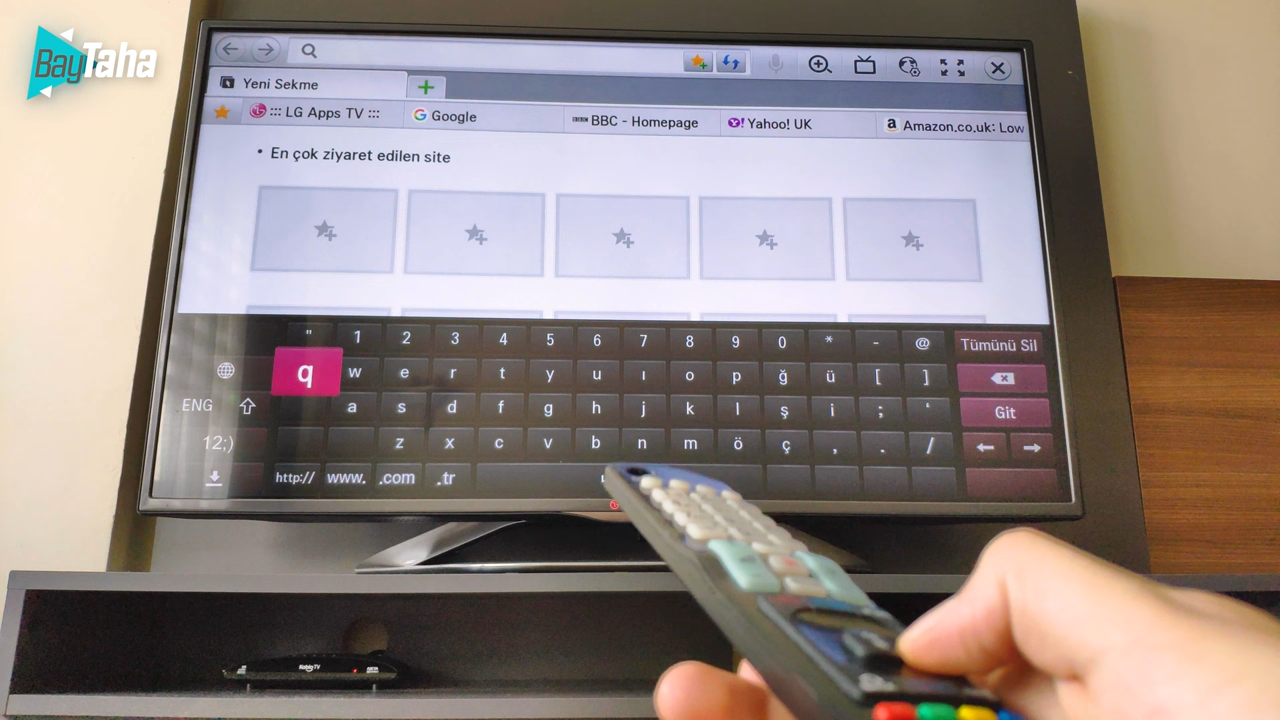 BayTaha
Yeni Sekme
::: LG Apps TV :::
Google
BBC BBC - Homepage
Y! Yahoo! UK
a Amazon.co.uk: Low
• En çok ziyaret edilen site
" 1 2 3 4 5 6 7 8 9 0 * - @ Tümünü Sil
q w e r t y u ı o p ğ ü [ ]
ENG a s d f g h j k l ş i ; ‘ Git
12;) z x c v b n m ö ç , . /
http:// www. .com .tr
KabloTV